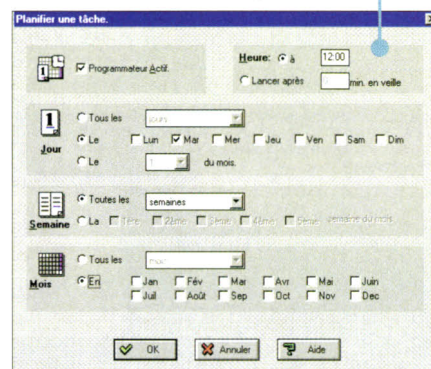 Planifier une tâche.
Programmateur Actif.
Heure: à 12:00
Lancer après min. en veille
Jour
Tous les jours
Le Lun Mar Mer Jeu Ven Sam Dim
Le 1 du mois.
Semaine
Toutes les semaines
La 1ère 2ème 3ème 4ème 5ème semaine du mois
Mois
Tous les mois
En Jan Fév Mar Avr Mai Juin
Juil Août Sep Oct Nov Dec
OK Annuler Aide